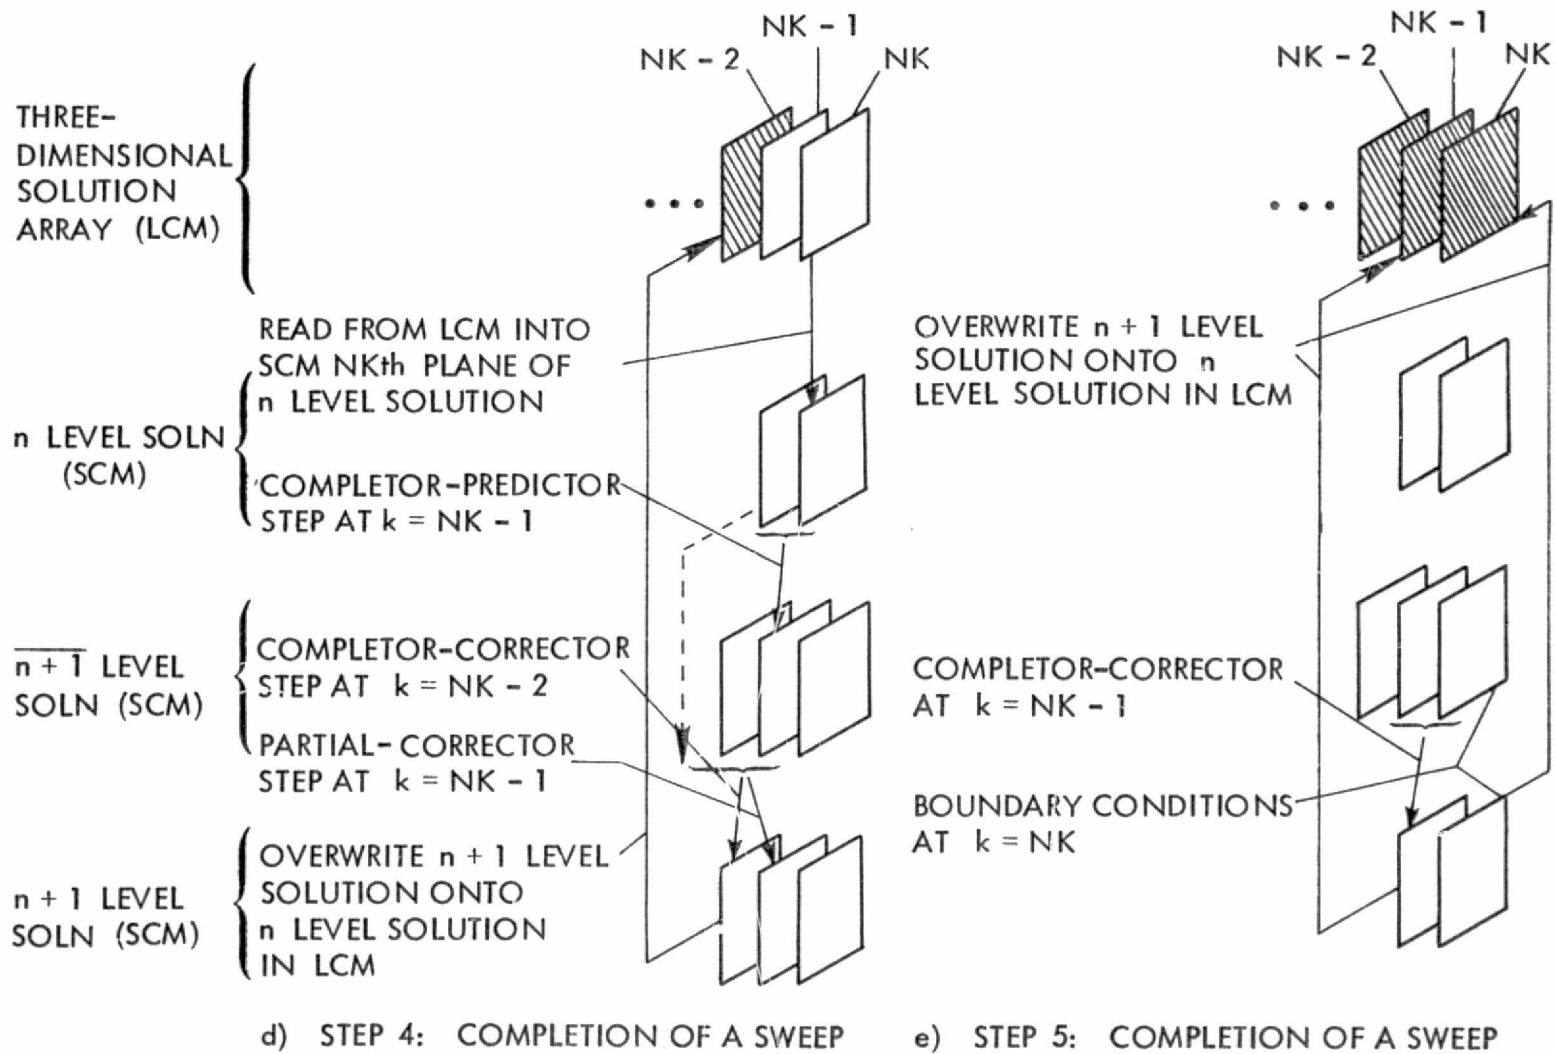 NK - 1
NK - 2
NK
THREE-
DIMENSIONAL
SOLUTION
ARRAY (LCM)
READ FROM LCM INTO
SCM NKth PLANE OF
n LEVEL SOLUTION
n LEVEL SOLN
(SCM)
COMPLETOR-PREDICTOR
STEP AT k = NK - 1
n + 1 LEVEL
SOLN (SCM)
COMPLETOR-CORRECTOR
STEP AT k = NK - 2
PARTIAL-CORRECTOR
STEP AT k = NK - 1
n + 1 LEVEL
SOLN (SCM)
OVERWRITE n + 1 LEVEL
SOLUTION ONTO
n LEVEL SOLUTION
IN LCM
d) STEP 4: COMPLETION OF A SWEEP
NK - 1
NK - 2
NK
OVERWRITE n + 1 LEVEL
SOLUTION ONTO n
LEVEL SOLUTION IN LCM
COMPLETOR-CORRECTOR
AT k = NK - 1
BOUNDARY CONDITIONS
AT k = NK
e) STEP 5: COMPLETION OF A SWEEP